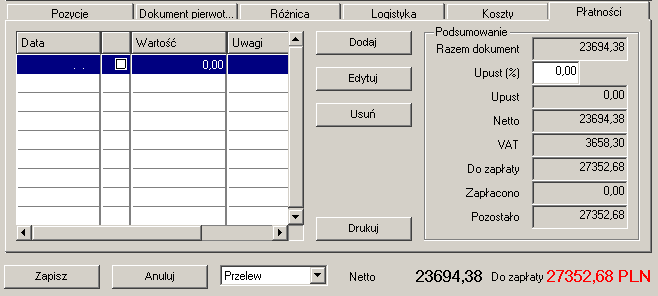 Pozycje Dokument pierwot... Różnica Logistyka Koszty Płatności
Data Wartość Uwagi
. . 0,00
Dodaj
Edytuj
Usuń
Drukuj
Podsumowanie
Razem dokument 23694,38
Upust (%) 0,00
Upust 0,00
Netto 23694,38
VAT 3658,30
Do zapłaty 27352,68
Zapłacono 0,00
Pozostało 27352,68
Zapisz Anuluj Przelew Netto 23694,38 Do zapłaty 27352,68 PLN